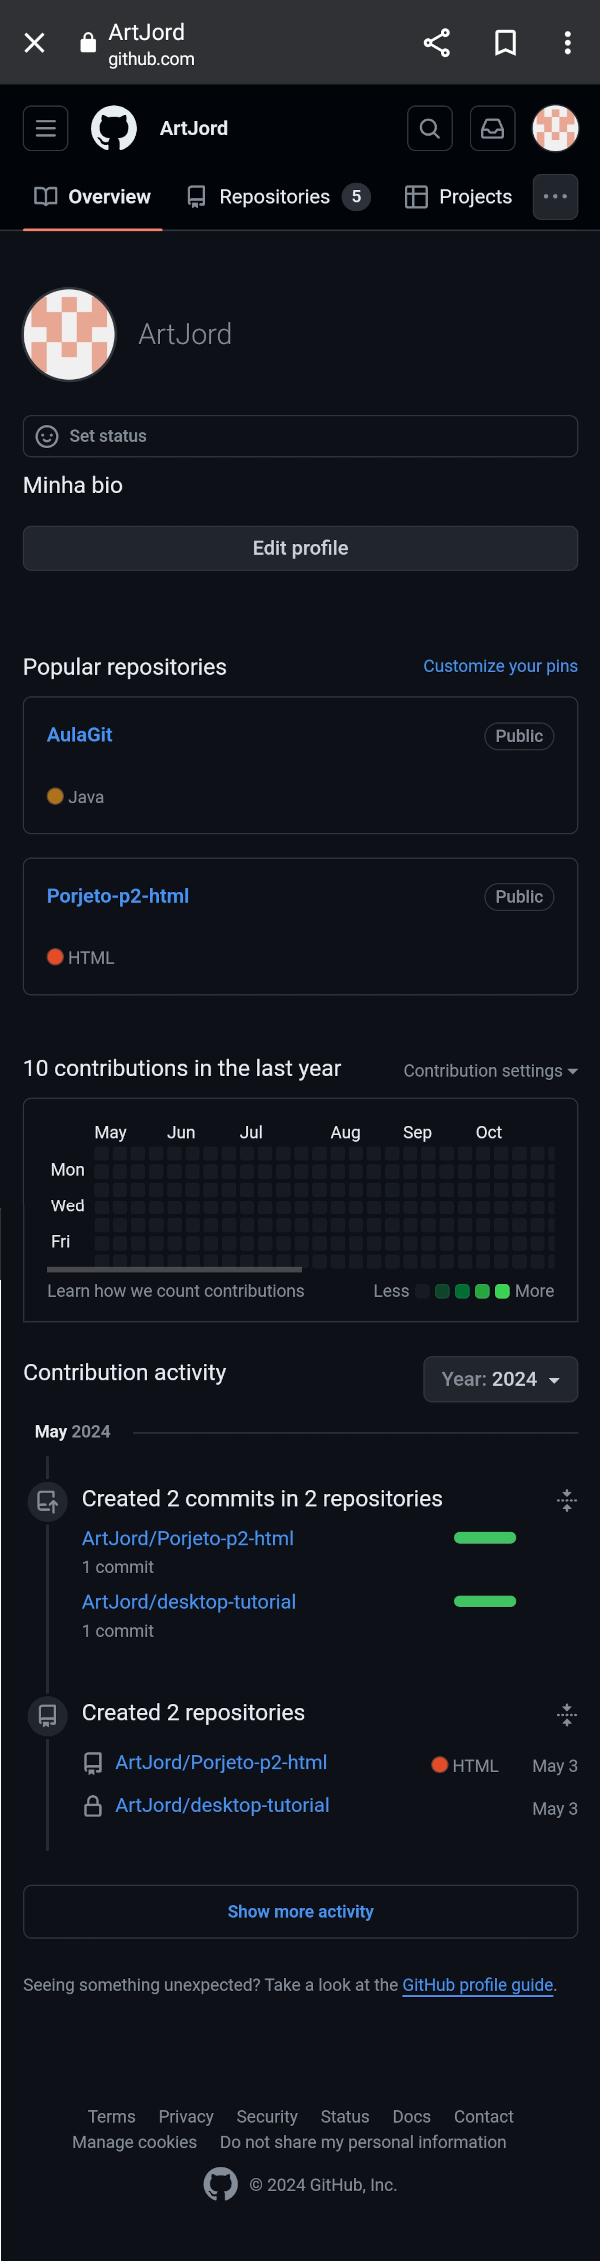 ArtJord
github.com
ArtJord
Overview
Repositories 5
Projects
ArtJord
Set status
Minha bio
Edit profile
Popular repositories
Customize your pins
AulaGit
Public
Java
Porjeto-p2-html
Public
HTML
10 contributions in the last year
Contribution settings
May Jun Jul Aug Sep Oct
Mon
Wed
Fri
Learn how we count contributions
Less More
Contribution activity
Year: 2024
May 2024
Created 2 commits in 2 repositories
ArtJord/Porjeto-p2-html
1 commit
ArtJord/desktop-tutorial
1 commit
Created 2 repositories
ArtJord/Porjeto-p2-html HTML May 3
ArtJord/desktop-tutorial May 3
Show more activity
Seeing something unexpected? Take a look at the GitHub profile guide.
Terms Privacy Security Status Docs Contact
Manage cookies Do not share my personal information
© 2024 GitHub, Inc.